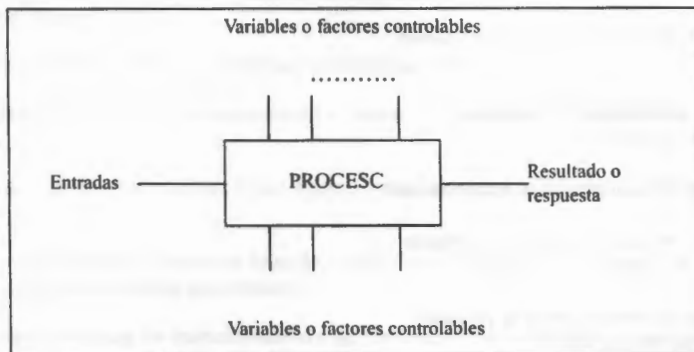 Variables o factores controlables
............
Entradas
PROCESC
Resultado o
respuesta
Variables o factores controlables